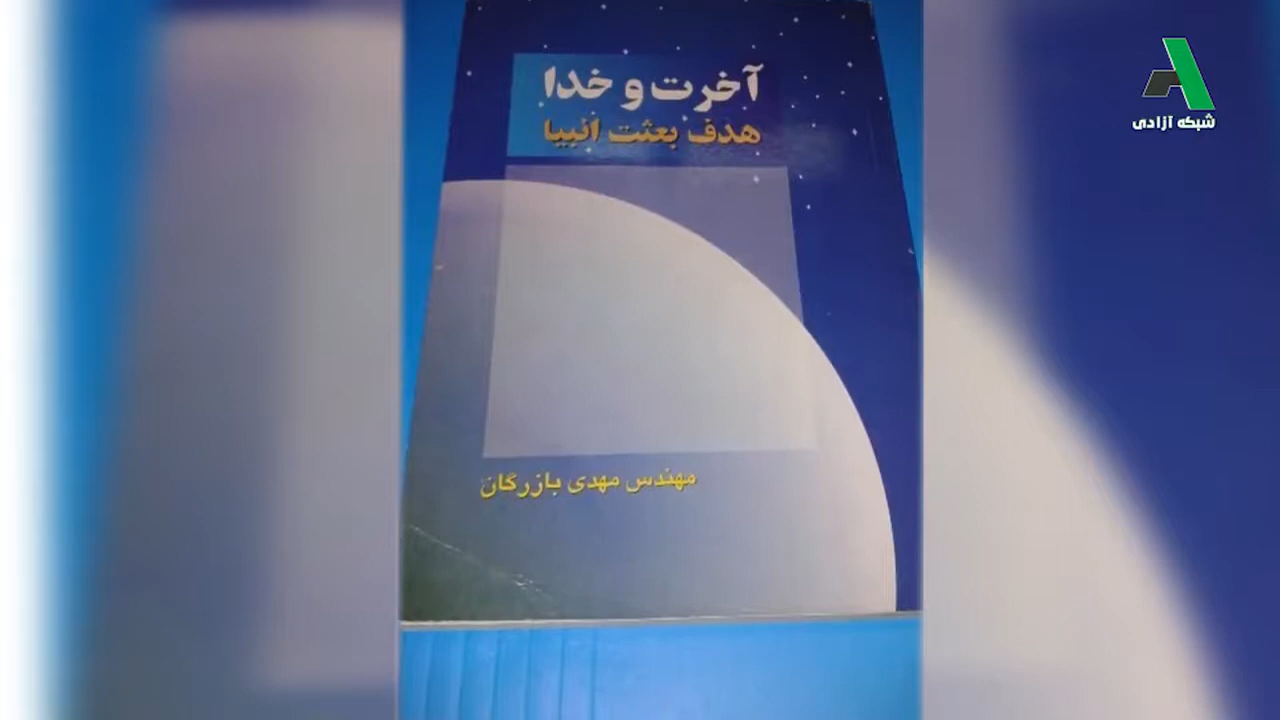 آخرت و خدا
هدف بعثت انبیا
مهندس مهدی بازرگان
شبکه آزادی